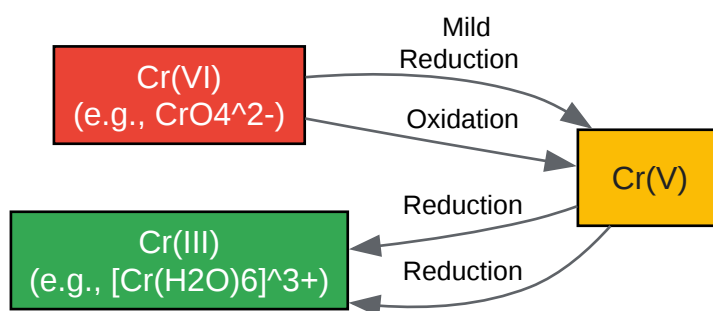 Mild
Reduction
Cr(VI)
(e.g., CrO4^2-)
Oxidation
Cr(V)
Reduction
Cr(III)
(e.g., [Cr(H2O)6]^3+)
Reduction